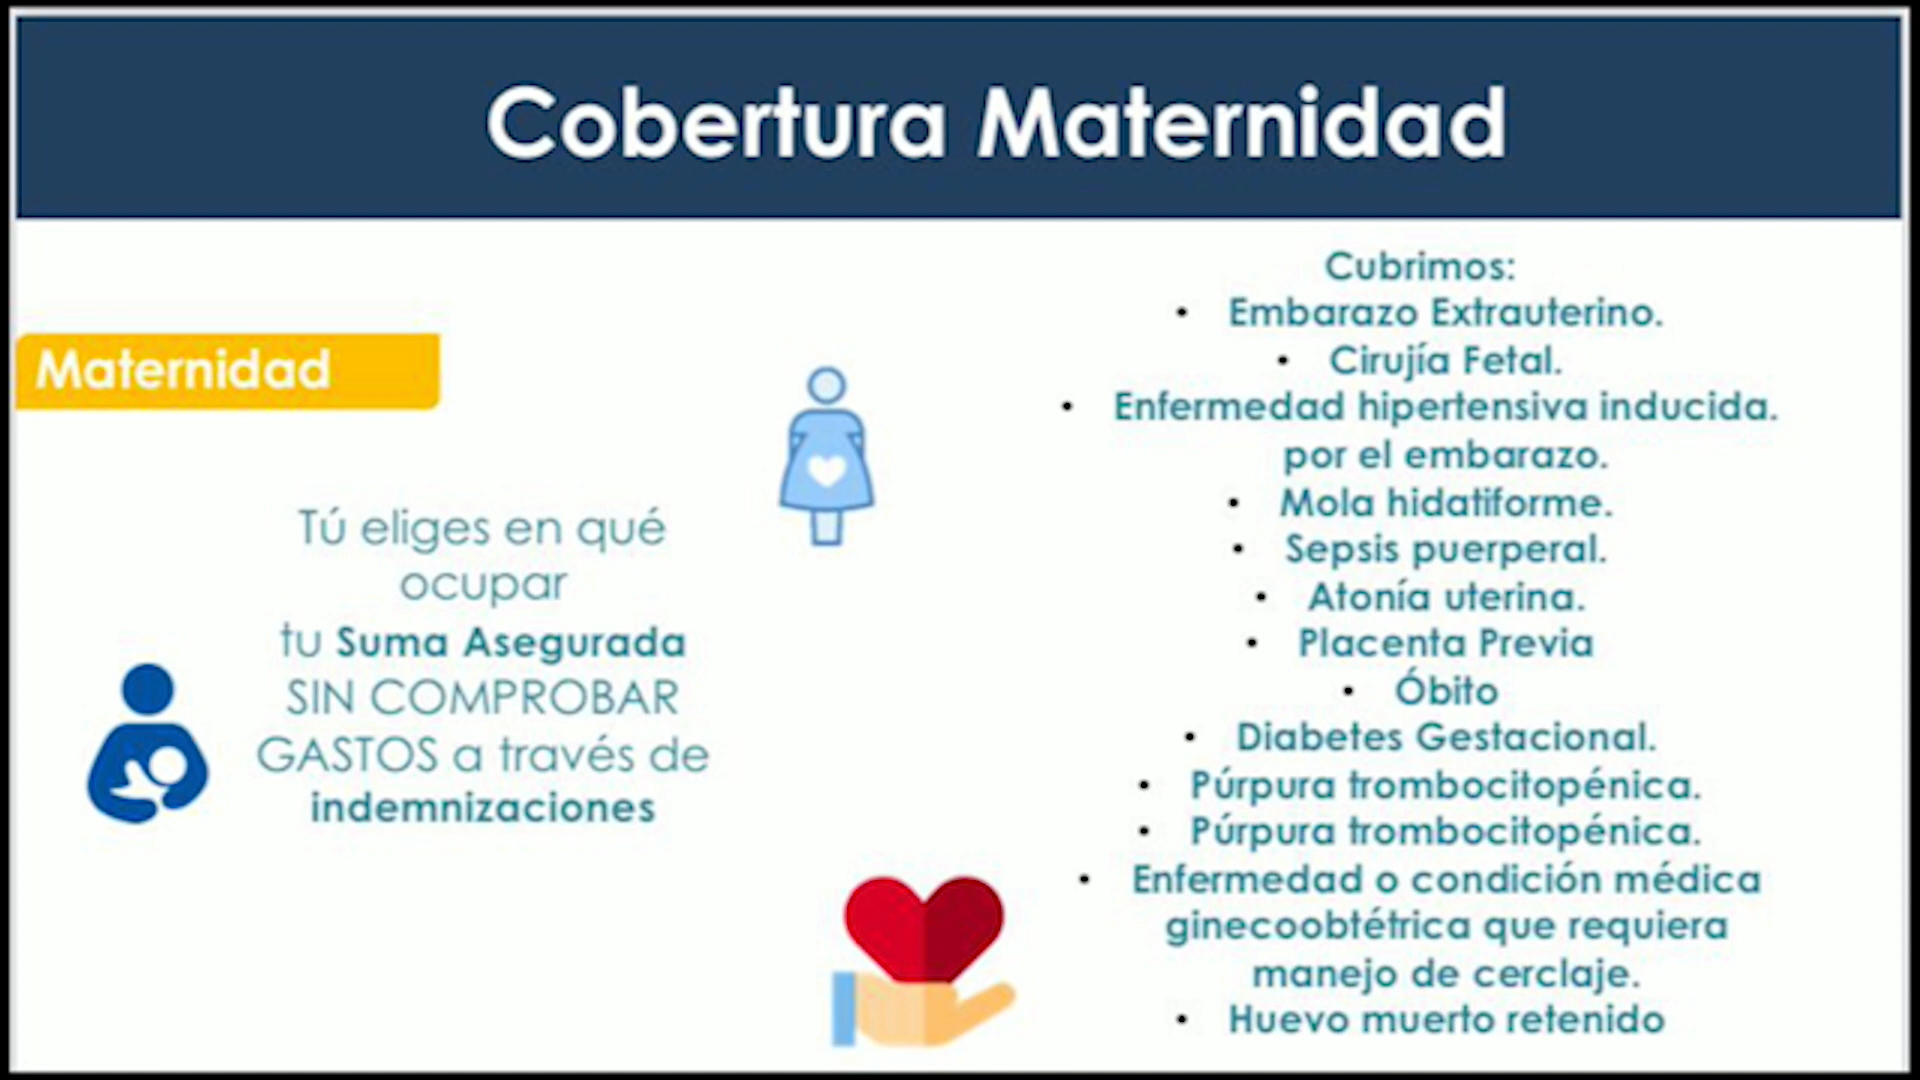 Cobertura Maternidad
Maternidad
Tú eliges en qué
ocupar
tu Suma Asegurada
SIN COMPROBAR
GASTOS a través de
indemnizaciones
Cubrimos:
• Embarazo Extrauterino.
• Cirujía Fetal.
• Enfermedad hipertensiva inducida.
por el embarazo.
• Mola hidatiforme.
• Sepsis puerperal.
• Atonía uterina.
• Placenta Previa
• Óbito
• Diabetes Gestacional.
• Púrpura trombocitopénica.
• Púrpura trombocitopénica.
• Enfermedad o condición médica
ginecoobtétrica que requiera
manejo de cerclaje.
• Huevo muerto retenido